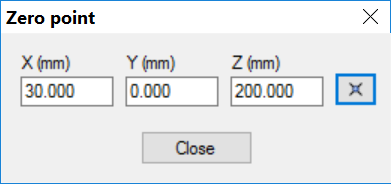 Zero point
X (mm) Y (mm) Z (mm)
30.000 0.000 200.000
Close